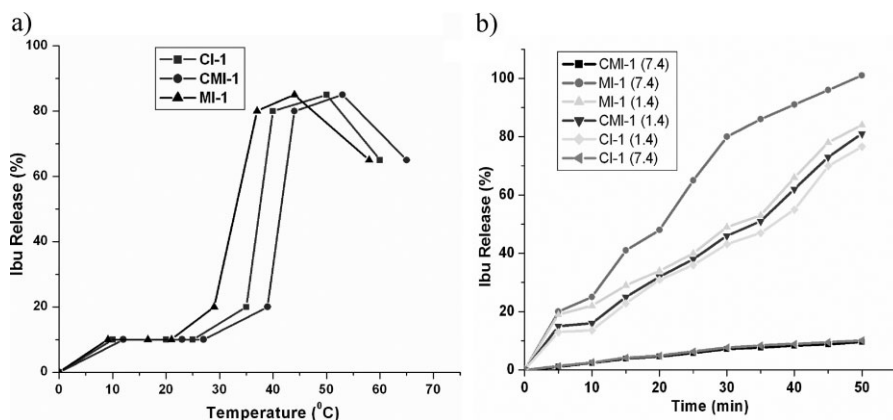 a)
Ibu Release (%)
100
80
60
40
20
0
CI-1
CMI-1
MI-1
0 10 20 30 40 50 60 70
Temperature (⁰C)
b)
Ibu Release (%)
100
80
60
40
20
0
CMI-1 (7.4)
MI-1 (7.4)
MI-1 (1.4)
CMI-1 (1.4)
CI-1 (1.4)
CI-1 (7.4)
0 10 20 30 40 50
Time (min)